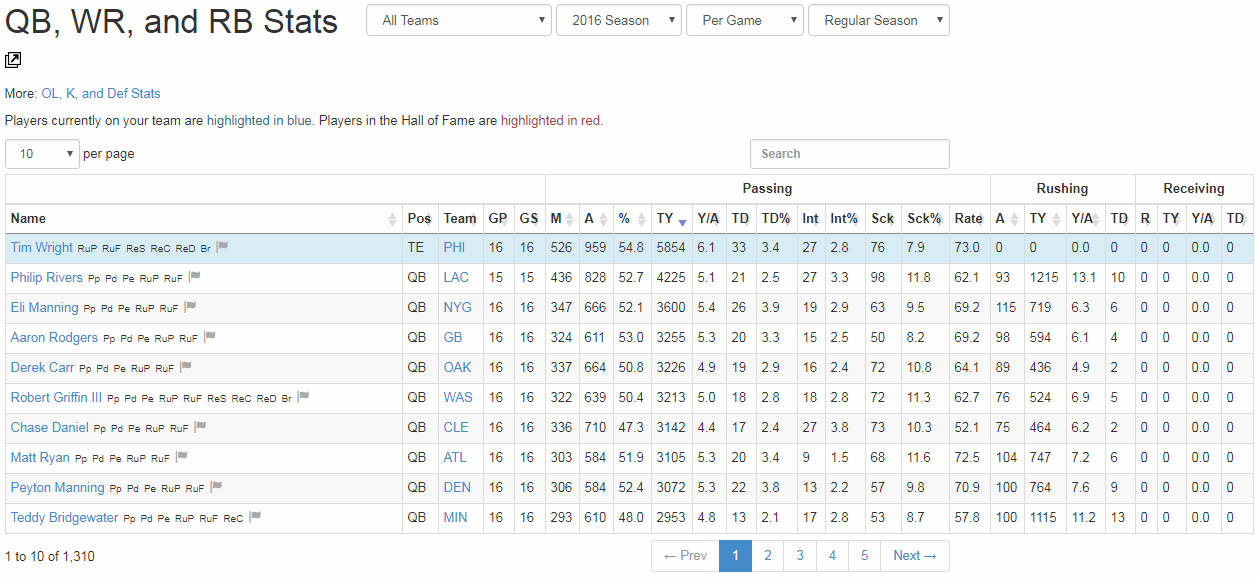 QB, WR, and RB Stats All Teams 2016 Season Per Game Regular Season
More: OL, K, and Def Stats
Players currently on your team are highlighted in blue. Players in the Hall of Fame are highlighted in red.
10 per page Search
Passing Rushing Receiving
Name Pos Team GP GS M A % TY Y/A TD TD% Int Int% Sck Sck% Rate A TY Y/A TD R TY Y/A TD
Tim Wright RuP RuF ReS ReC ReD Br TE PHI 16 16 526 959 54.8 5854 6.1 33 3.4 27 2.8 76 7.9 73.0 0 0 0.0 0 0 0 0.0 0
Philip Rivers Pp Pd Pe RuP RuF QB LAC 15 15 436 828 52.7 4225 5.1 21 2.5 27 3.3 98 11.8 62.1 93 1215 13.1 10 0 0 0.0 0
Eli Manning Pp Pd Pe RuP RuF QB NYG 16 16 347 666 52.1 3600 5.4 26 3.9 19 2.9 63 9.5 69.2 115 719 6.3 6 0 0 0.0 0
Aaron Rodgers Pp Pd Pe RuP RuF QB GB 16 16 324 611 53.0 3255 5.3 20 3.3 15 2.5 50 8.2 69.2 98 594 6.1 4 0 0 0.0 0
Derek Carr Pp Pd Pe RuP RuF QB OAK 16 16 337 664 50.8 3226 4.9 19 2.9 16 2.4 72 10.8 64.1 89 436 4.9 2 0 0 0.0 0
Robert Griffin III Pp Pd Pe RuP RuF ReS ReC ReD Br QB WAS 16 16 322 639 50.4 3213 5.0 18 2.8 18 2.8 72 11.3 62.7 76 524 6.9 5 0 0 0.0 0
Chase Daniel Pp Pd Pe RuP RuF QB CLE 16 16 336 710 47.3 3142 4.4 17 2.4 27 3.8 73 10.3 52.1 75 464 6.2 2 0 0 0.0 0
Matt Ryan Pp Pd Pe RuP RuF QB ATL 16 16 303 584 51.9 3105 5.3 20 3.4 9 1.5 68 11.6 72.5 104 747 7.2 6 0 0 0.0 0
Peyton Manning Pp Pd Pe RuP RuF QB DEN 16 16 306 584 52.4 3072 5.3 22 3.8 13 2.2 57 9.8 70.9 100 764 7.6 9 0 0 0.0 0
Teddy Bridgewater Pp Pd Pe RuP RuF ReC QB MIN 16 16 293 610 48.0 2953 4.8 13 2.1 17 2.8 53 8.7 57.8 100 1115 11.2 13 0 0 0.0 0
1 to 10 of 1,310 ← Prev 1 2 3 4 5 Next →